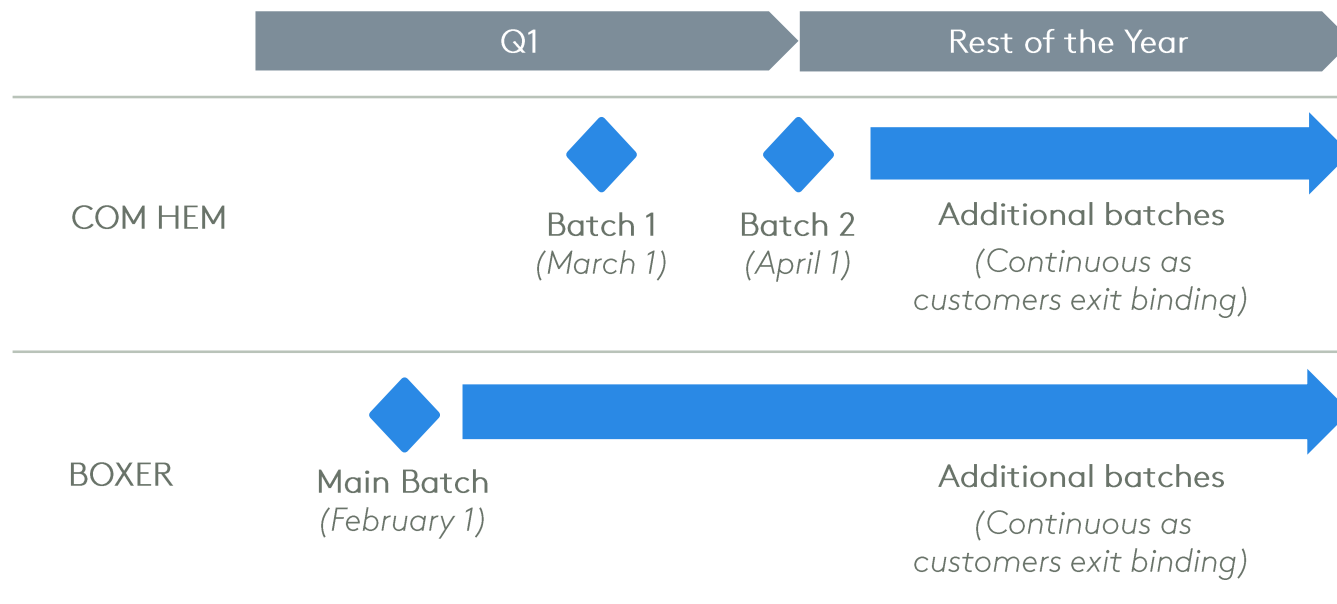 Q1
Rest of the Year
COM HEM
Batch 1
(March 1)
Batch 2
(April 1)
Additional batches
(Continuous as
customers exit binding)
BOXER
Main Batch
(February 1)
Additional batches
(Continuous as
customers exit binding)